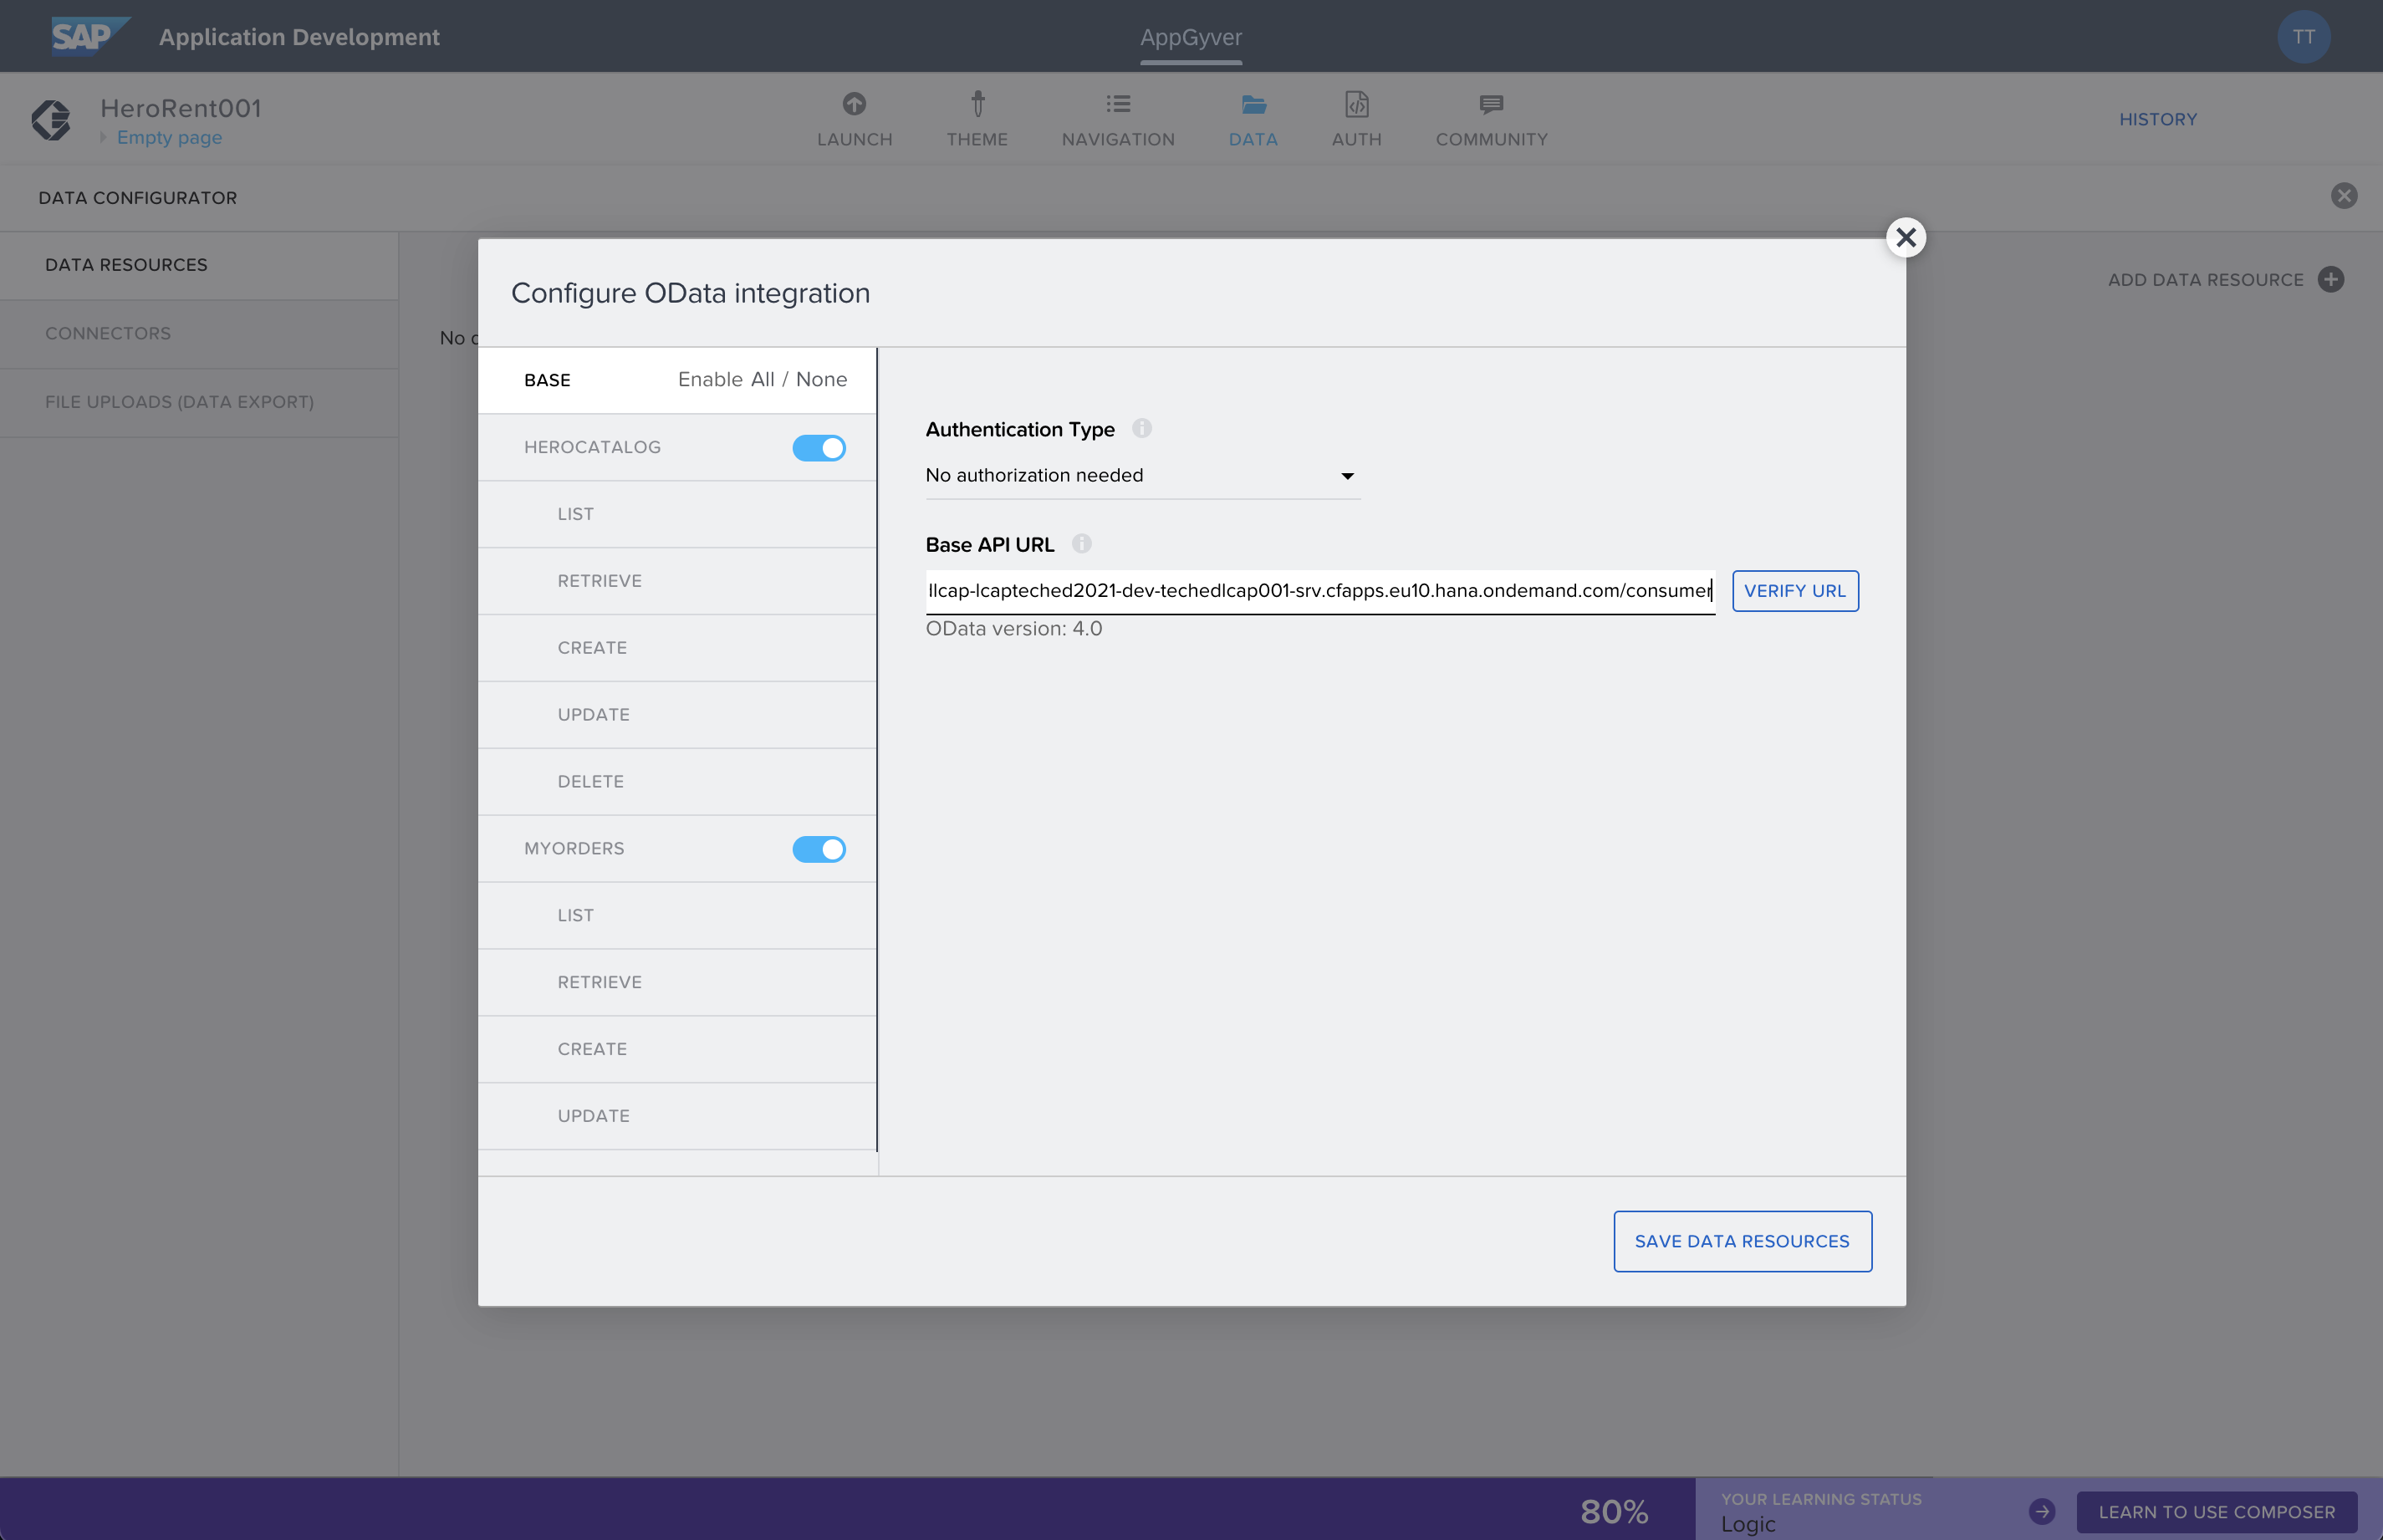 SAP Application Development
AppGyver
TT
HeroRent001
Empty page
LAUNCH
THEME
NAVIGATION
DATA
AUTH
COMMUNITY
HISTORY
DATA CONFIGURATOR
DATA RESOURCES
CONNECTORS
FILE UPLOADS (DATA EXPORT)
No
ADD DATA RESOURCE
Configure OData integration
BASE
Enable All / None
HEROCATALOG
LIST
RETRIEVE
CREATE
UPDATE
DELETE
MYORDERS
LIST
RETRIEVE
CREATE
UPDATE
Authentication Type
No authorization needed
Base API URL
llcap-lcapteched2021-dev-techedlcap001-srv.cfapps.eu10.hana.ondemand.com/consumer
VERIFY URL
OData version: 4.0
SAVE DATA RESOURCES
80%
YOUR LEARNING STATUS
Logic
LEARN TO USE COMPOSER